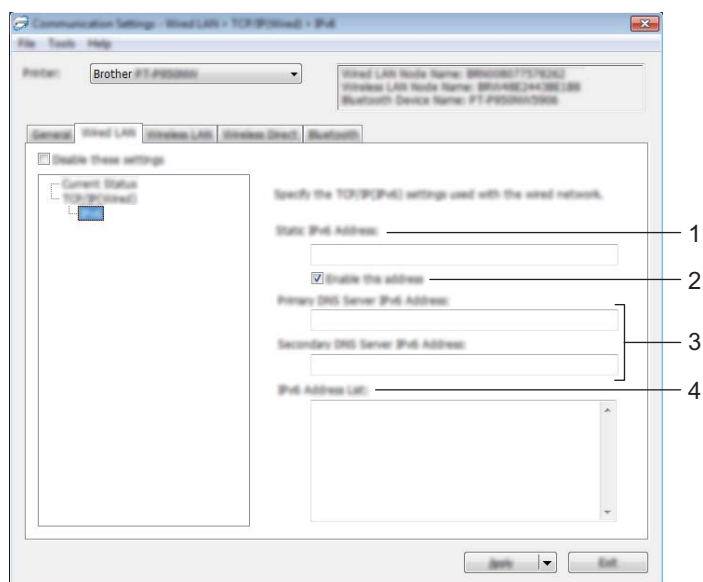 Communication Settings - Wired LAN > TCP/IP(Wired) > IPv6
File Tools Help
Printer:
Brother PT-P950NW
Wired LAN Node Name:
Wireless LAN Node Name:
Bluetooth Device Name:
General Wired LAN Wireless LAN Wireless Direct Bluetooth
Disable these settings
Current Status
TCP/IP(Wired)
IPv6
Specify the TCP/IP(IPv6) settings used with the wired network.
Static IPv6 Address:
1
Enable this address
2
Primary DNS Server IPv6 Address:
3
Secondary DNS Server IPv6 Address:
IPv6 Address List:
4
Apply Exit